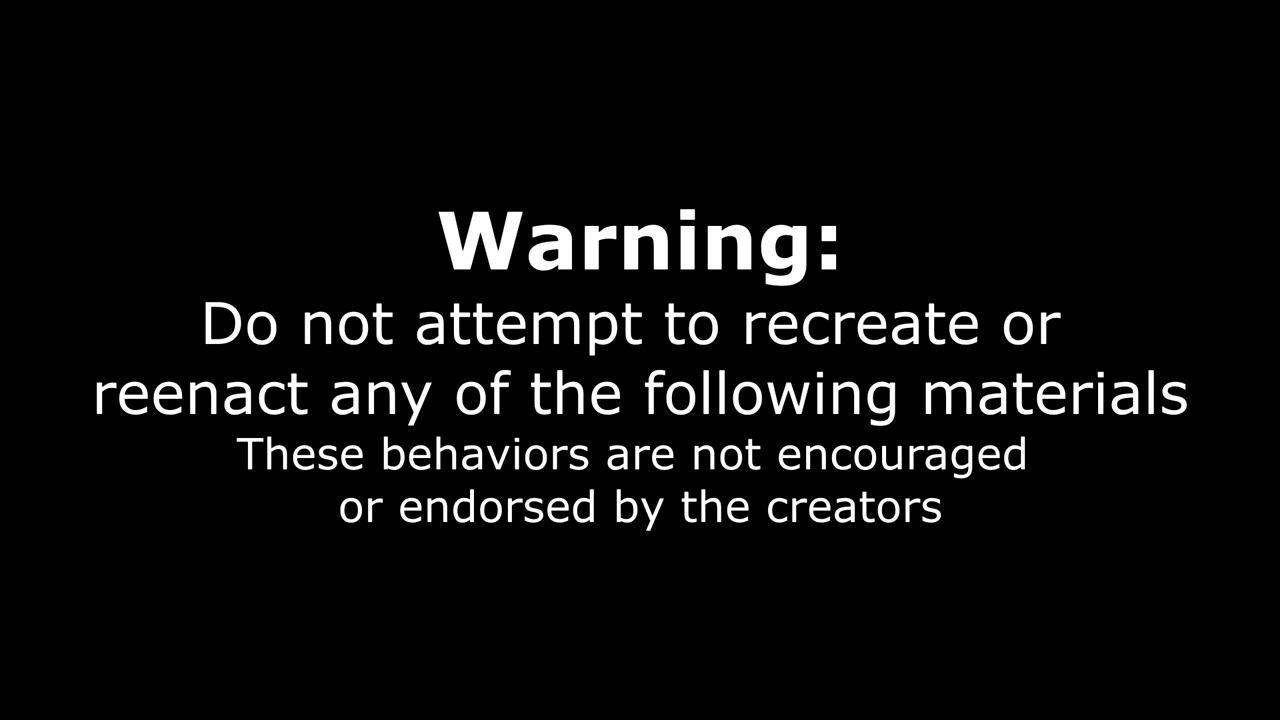 Warning:
Do not attempt to recreate or
reenact any of the following materials
These behaviors are not encouraged
or endorsed by the creators